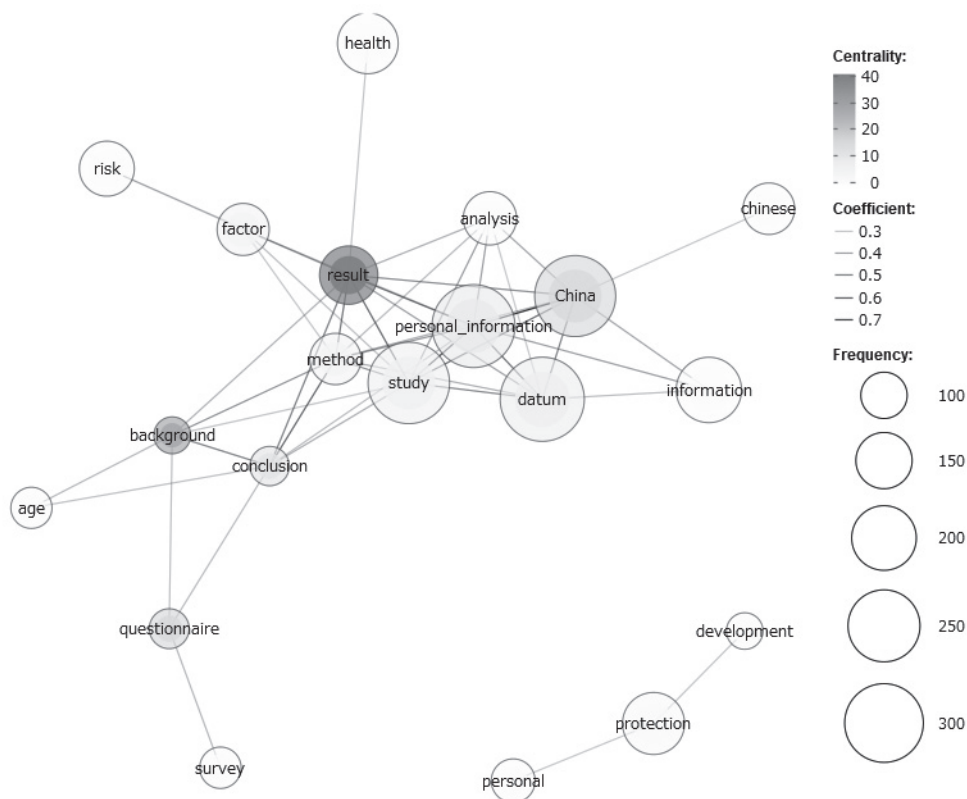 health
risk
factor
analysis
chinese
result
China
personal_information
method
study
datum
information
background
conclusion
age
questionnaire
development
protection
survey
personal
Centrality:
40
30
20
10
0
Coefficient:
0.3
0.4
0.5
0.6
0.7
Frequency:
100
150
200
250
300